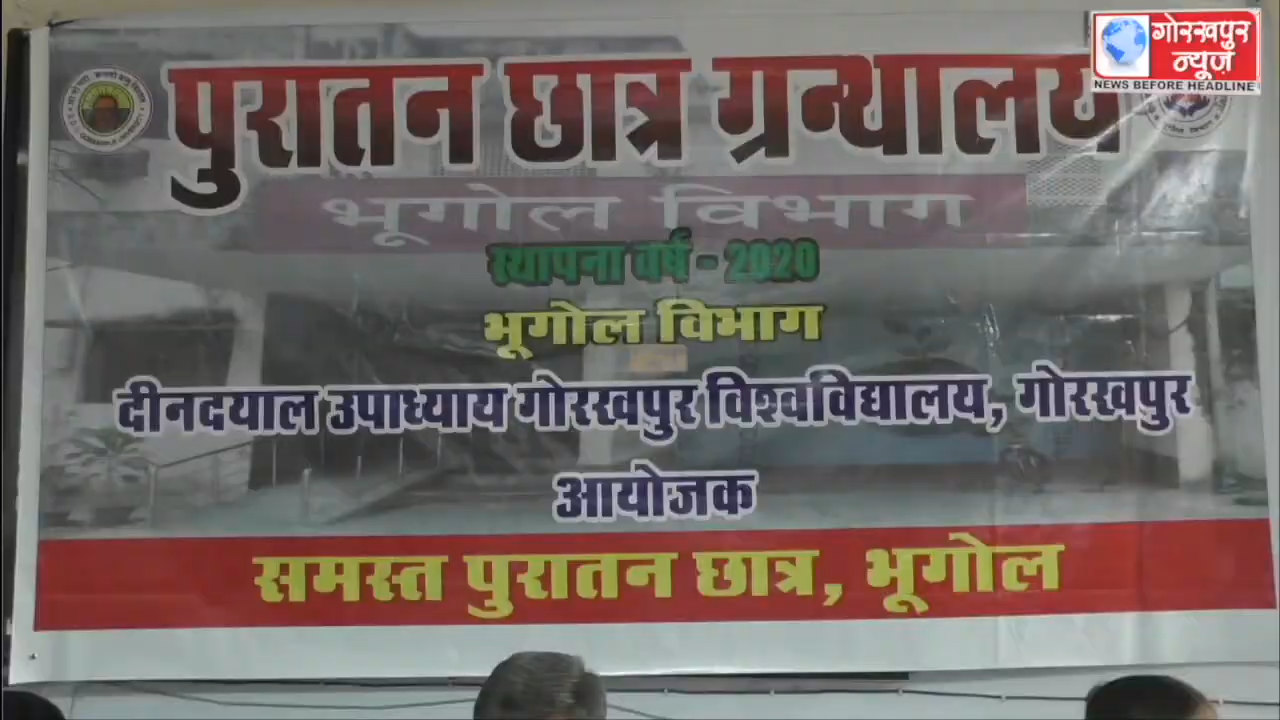 गोरखपुर
न्यूज़
NEWS BEFORE HEADLINE
पुरातन छात्र ग्रन्थालय
भूगोल विभाग
स्थापना वर्ष - 2020
भूगोल विभाग
दीनदयाल उपाध्याय गोरखपुर विश्वविद्यालय, गोरखपुर
आयोजक
समस्त पुरातन छात्र, भूगोल